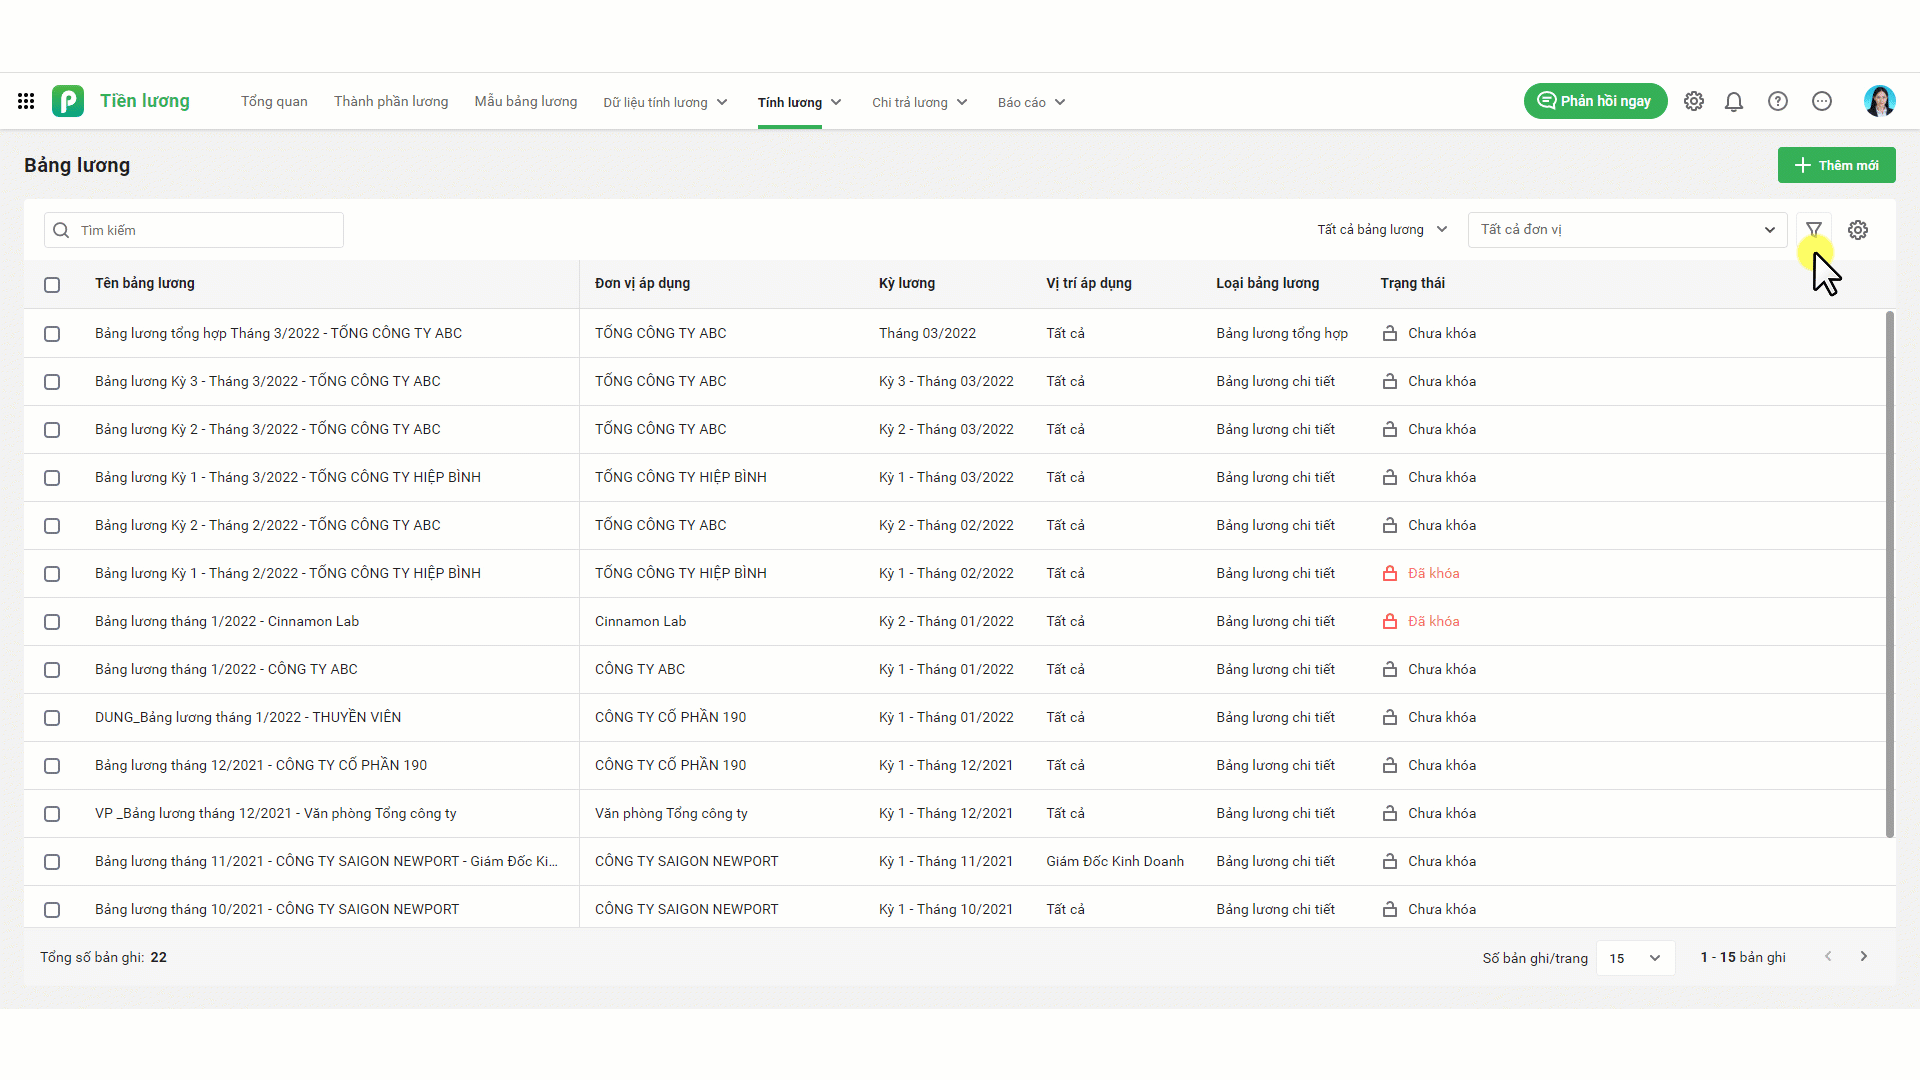 Tiền lương Tổng quan Thành phần lương Mẫu bảng lương Dữ liệu tính lương Tính lương Chi trả lương Báo cáo Phản hồi ngay
Bảng lương Thêm mới
Tìm kiếm Tất cả bảng lương Tất cả đơn vị
Tên bảng lương Đơn vị áp dụng Kỳ lương Vị trí áp dụng Loại bảng lương Trạng thái
Bảng lương tổng hợp Tháng 3/2022 - TỔNG CÔNG TY ABC TỔNG CÔNG TY ABC Tháng 03/2022 Tất cả Bảng lương tổng hợp Chưa khóa
Bảng lương Kỳ 3 - Tháng 3/2022 - TỔNG CÔNG TY ABC TỔNG CÔNG TY ABC Kỳ 3 - Tháng 03/2022 Tất cả Bảng lương chi tiết Chưa khóa
Bảng lương Kỳ 2 - Tháng 3/2022 - TỔNG CÔNG TY ABC TỔNG CÔNG TY ABC Kỳ 2 - Tháng 03/2022 Tất cả Bảng lương chi tiết Chưa khóa
Bảng lương Kỳ 1 - Tháng 3/2022 - TỔNG CÔNG TY HIỆP BÌNH TỔNG CÔNG TY HIỆP BÌNH Kỳ 1 - Tháng 03/2022 Tất cả Bảng lương chi tiết Chưa khóa
Bảng lương Kỳ 2 - Tháng 2/2022 - TỔNG CÔNG TY ABC TỔNG CÔNG TY ABC Kỳ 2 - Tháng 02/2022 Tất cả Bảng lương chi tiết Chưa khóa
Bảng lương Kỳ 1 - Tháng 2/2022 - TỔNG CÔNG TY HIỆP BÌNH TỔNG CÔNG TY HIỆP BÌNH Kỳ 1 - Tháng 02/2022 Tất cả Bảng lương chi tiết Đã khóa
Bảng lương tháng 1/2022 - Cinnamon Lab Cinnamon Lab Kỳ 2 - Tháng 01/2022 Tất cả Bảng lương chi tiết Đã khóa
Bảng lương tháng 1/2022 - CÔNG TY ABC CÔNG TY ABC Kỳ 1 - Tháng 01/2022 Tất cả Bảng lương chi tiết Chưa khóa
DUNG_Bảng lương tháng 1/2022 - THUYỀN VIÊN CÔNG TY CỔ PHẦN 190 Kỳ 1 - Tháng 01/2022 Tất cả Bảng lương chi tiết Chưa khóa
Bảng lương tháng 12/2021 - CÔNG TY CỔ PHẦN 190 CÔNG TY CỔ PHẦN 190 Kỳ 1 - Tháng 12/2021 Tất cả Bảng lương chi tiết Chưa khóa
VP _Bảng lương tháng 12/2021 - Văn phòng Tổng công ty Văn phòng Tổng công ty Kỳ 1 - Tháng 12/2021 Tất cả Bảng lương chi tiết Chưa khóa
Bảng lương tháng 11/2021 - CÔNG TY SAIGON NEWPORT - Giám Đốc Ki... CÔNG TY SAIGON NEWPORT Kỳ 1 - Tháng 11/2021 Giám Đốc Kinh Doanh Bảng lương chi tiết Chưa khóa
Bảng lương tháng 10/2021 - CÔNG TY SAIGON NEWPORT CÔNG TY SAIGON NEWPORT Kỳ 1 - Tháng 10/2021 Tất cả Bảng lương chi tiết Chưa khóa
Tổng số bản ghi: 22 Số bản ghi/trang 15 1 - 15 bản ghi